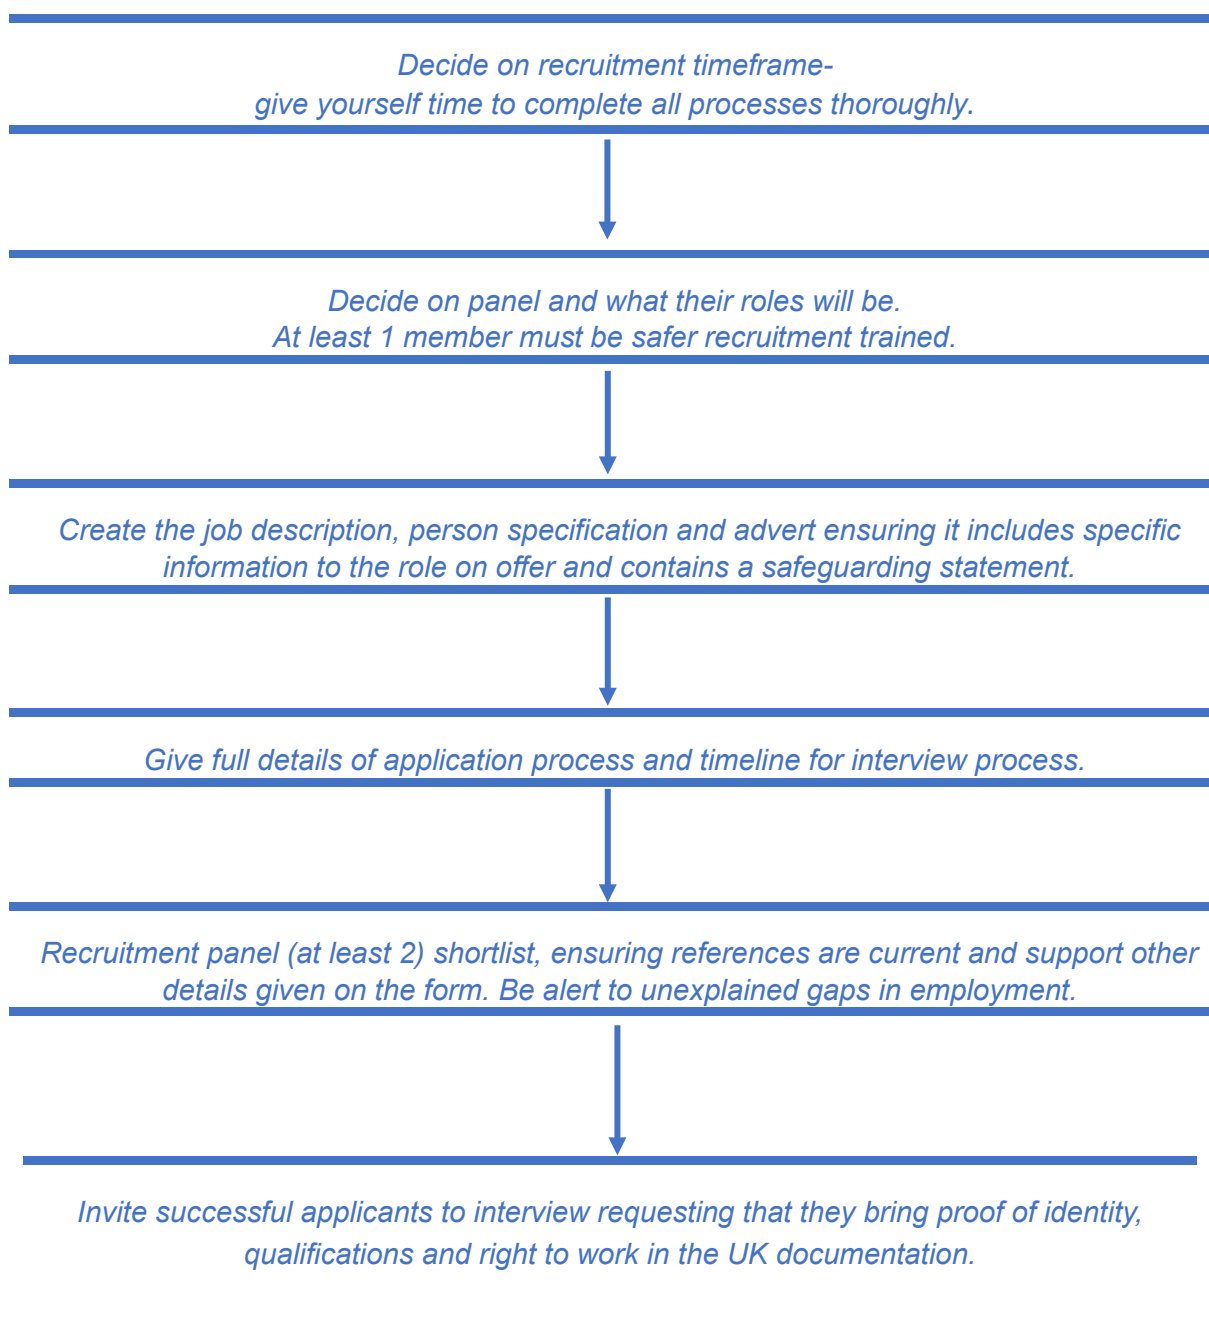 Decide on recruitment timeframe-
give yourself time to complete all processes thoroughly.
Decide on panel and what their roles will be.
At least 1 member must be safer recruitment trained.
Create the job description, person specification and advert ensuring it includes specific
information to the role on offer and contains a safeguarding statement.
Give full details of application process and timeline for interview process.
Recruitment panel (at least 2) shortlist, ensuring references are current and support other
details given on the form. Be alert to unexplained gaps in employment.
Invite successful applicants to interview requesting that they bring proof of identity,
qualifications and right to work in the UK documentation.